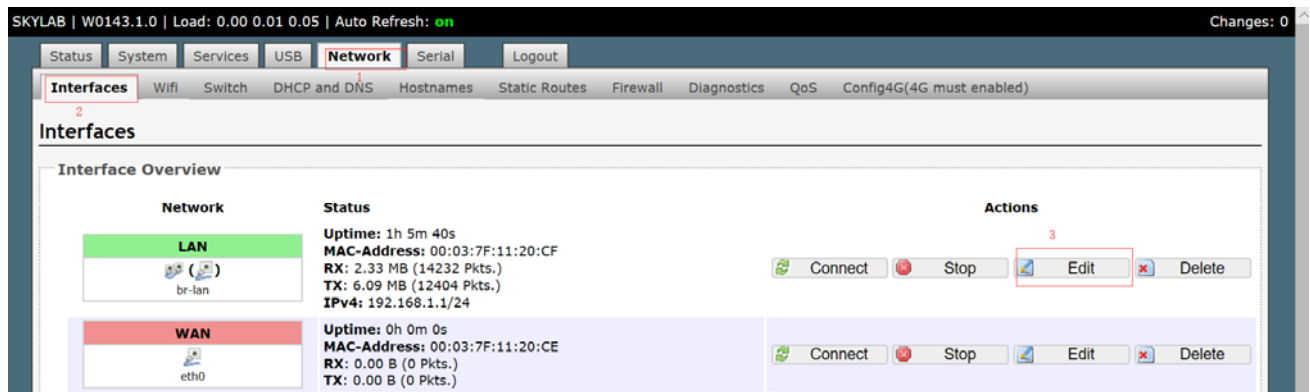 SKYLAB | W0143.1.0 | Load: 0.00 0.01 0.05 | Auto Refresh: on Changes: 0
Status System Services USB Network Serial Logout
1
Interfaces Wifi Switch DHCP and DNS Hostnames Static Routes Firewall Diagnostics QoS Config4G(4G must enabled)
2
Interfaces
Interface Overview
Network Status Actions
LAN
br-lan
Uptime: 1h 5m 40s
MAC-Address: 00:03:7F:11:20:CF
RX: 2.33 MB (14232 Pkts.)
TX: 6.09 MB (12404 Pkts.)
IPv4: 192.168.1.1/24
3
Connect Stop Edit Delete
WAN
eth0
Uptime: 0h 0m 0s
MAC-Address: 00:03:7F:11:20:CE
RX: 0.00 B (0 Pkts.)
TX: 0.00 B (0 Pkts.)
Connect Stop Edit Delete